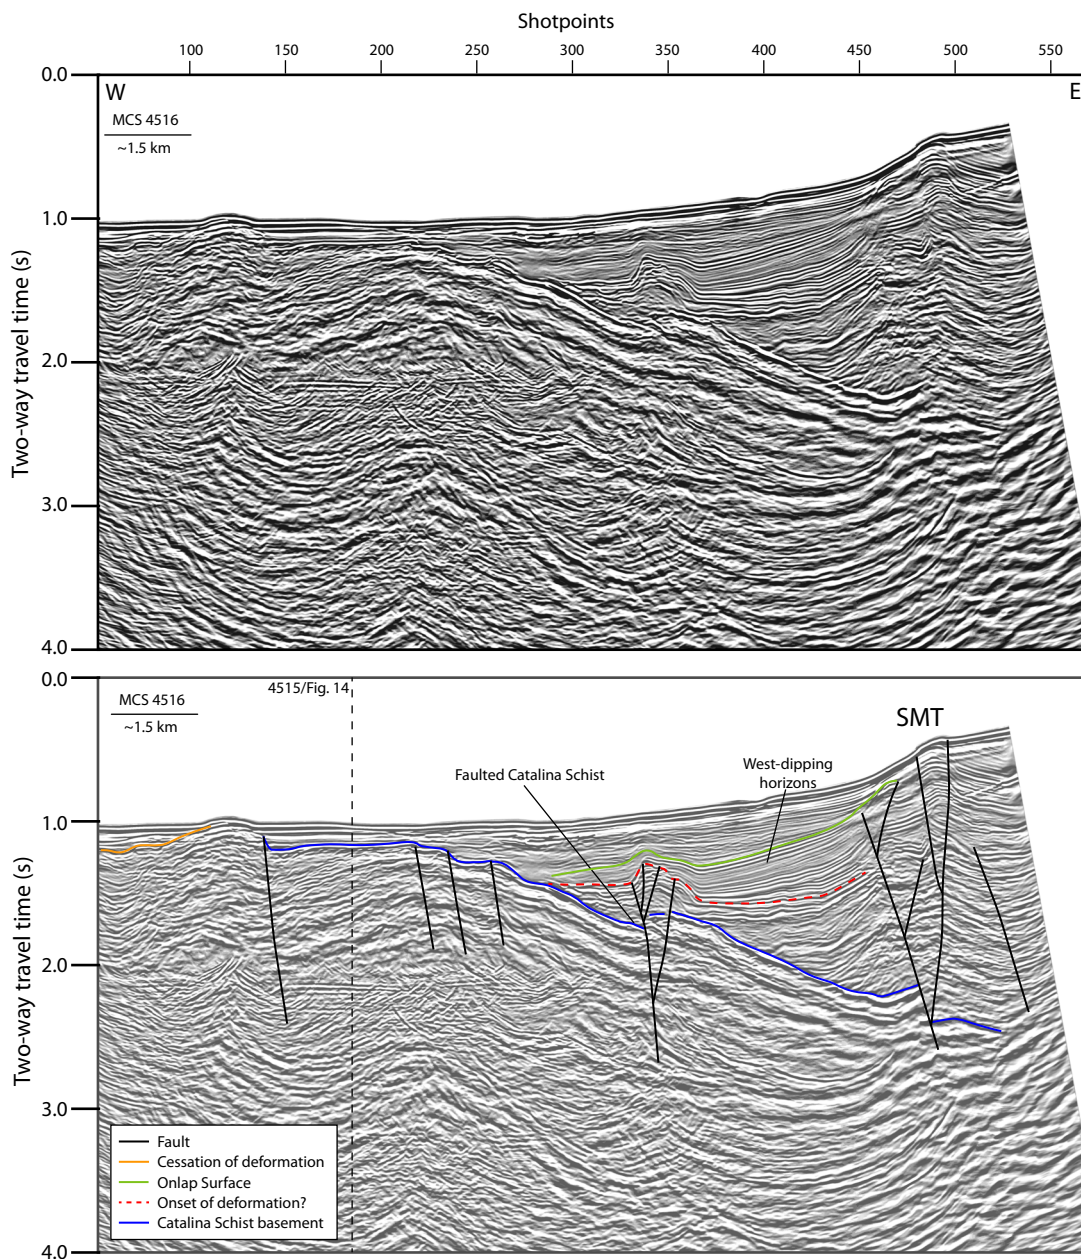 Shotpoints
100 150 200 250 300 350 400 450 500 550
0.0
W E
MCS 4516
~1.5 km
1.0
2.0
3.0
4.0
Two-way travel time (s)
0.0
MCS 4516
~1.5 km
4515/Fig. 14
SMT
Faulted Catalina Schist
West-dipping
horizons
1.0
2.0
3.0
4.0
Two-way travel time (s)
Fault
Cessation of deformation
Onlap Surface
Onset of deformation?
Catalina Schist basement